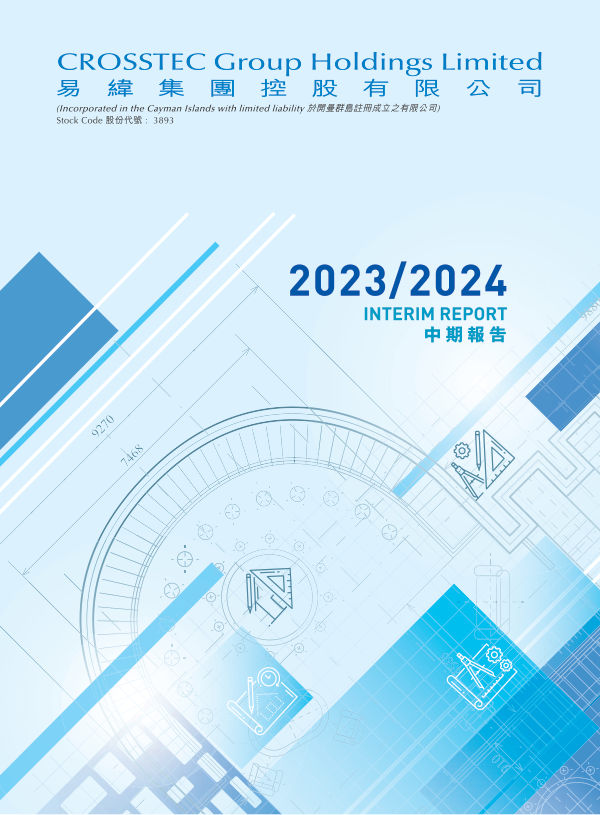 CROSSTEC Group Holdings Limited
易緯集團控股有限公司
(Incorporated in the Cayman Islands with limited liability 於開曼群島註冊成立之有限公司)
Stock Code 股份代號： 3893
2023/2024
INTERIM REPORT
中期報告
9270
7468